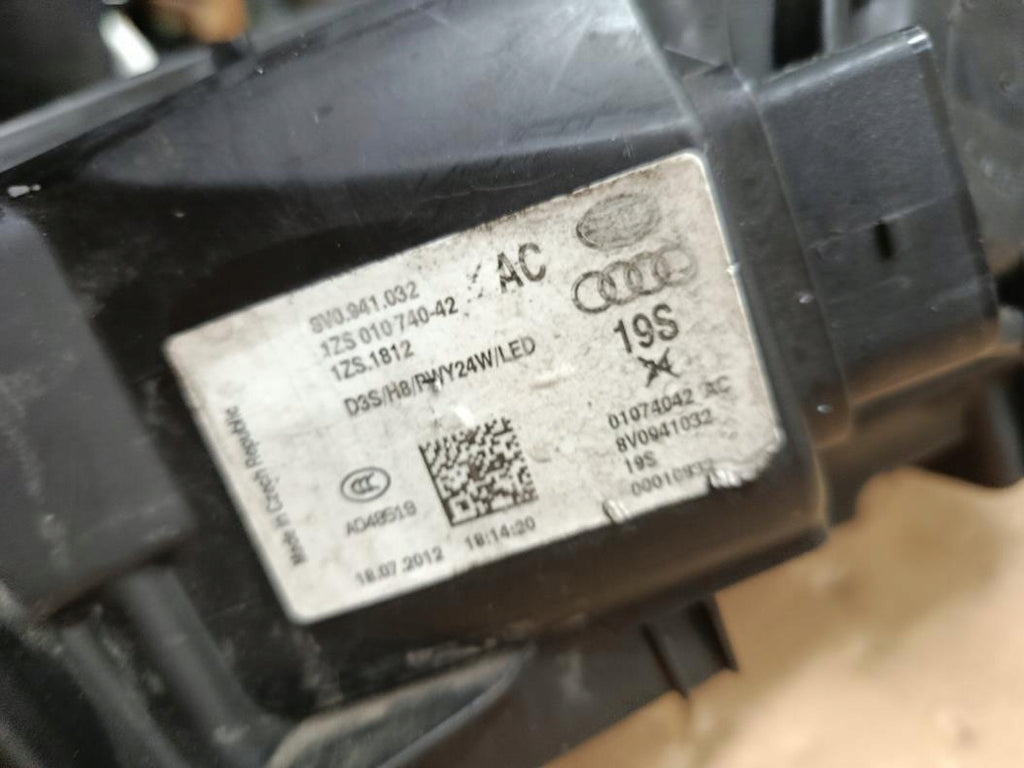 8V0.941.032
1ZS 010 740-42
AC
1ZS.1812
D3S/H8/PWY24W/LED
19S
01074042 AC
8V0941032
19S
Made in Czech Republic
A048519
18.07.2012 18:14:20